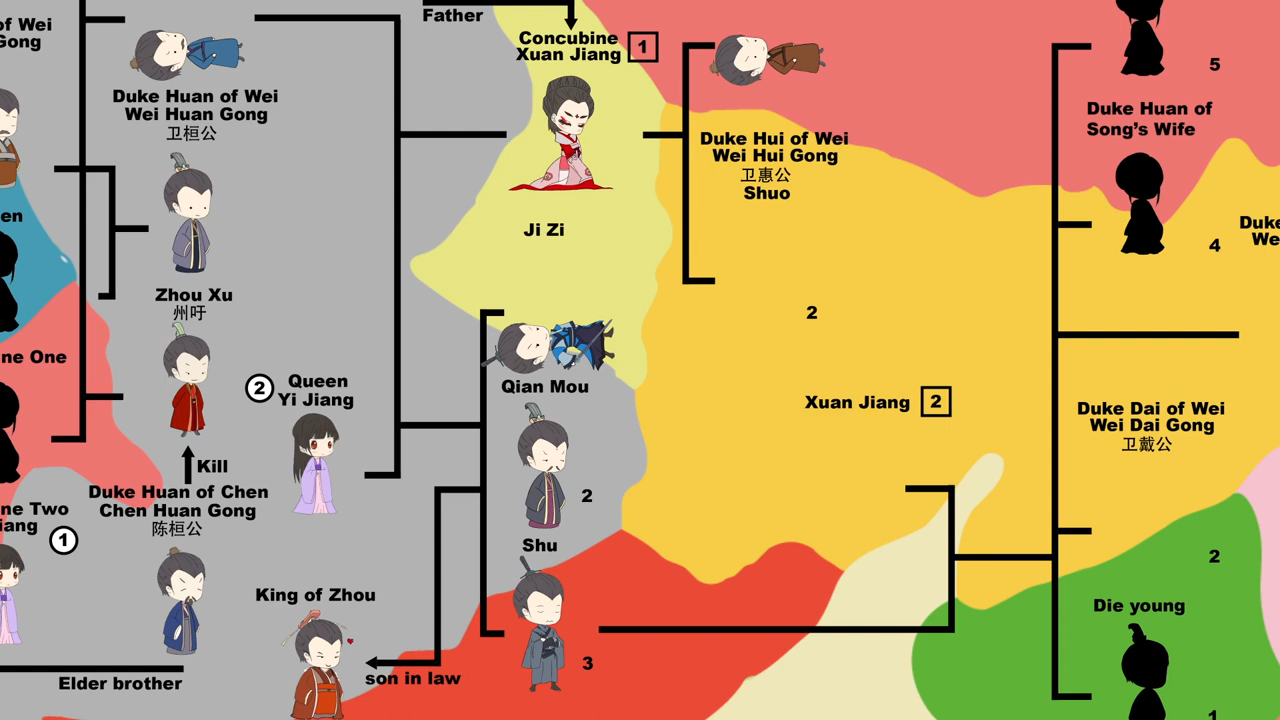 of Wei
Gong
Duke Huan of Wei
Wei Huan Gong
卫桓公
Father
Concubine
Xuan Jiang 1
Duke Hui of Wei
Wei Hui Gong
卫惠公
Shuo
5
Duke Huan of
Song's Wife
en
Zhou Xu
州吁
Ji Zi
4
Duke
We
2
ne One
2 Queen
Yi Jiang
Qian Mou
Xuan Jiang 2
Duke Dai of Wei
Wei Dai Gong
卫戴公
Kill
Duke Huan of Chen
Chen Huan Gong
陈桓公
2
Shu
ne Two
iang
1
2
King of Zhou
Die young
3
son in law
Elder brother
1